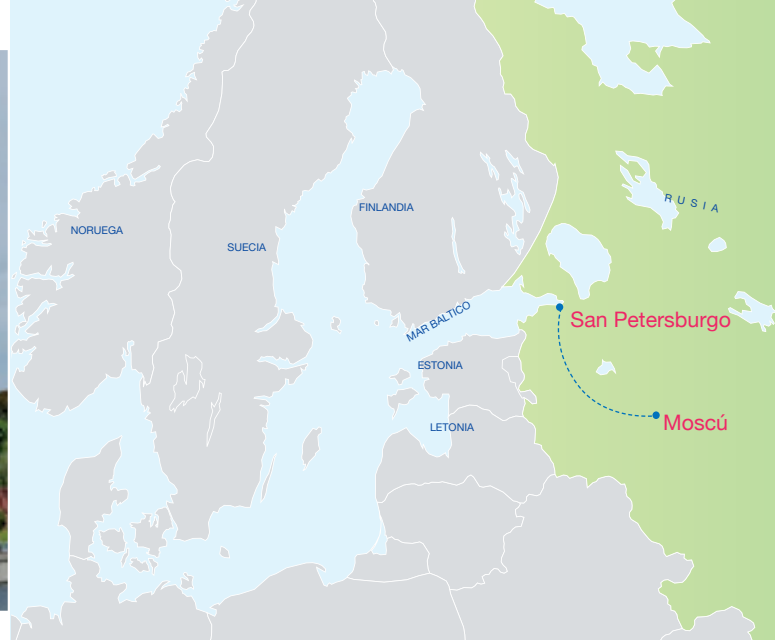 RUSIA
NORUEGA
FINLANDIA
SUECIA
MAR BALTICO
San Petersburgo
ESTONIA
Moscú
LETONIA